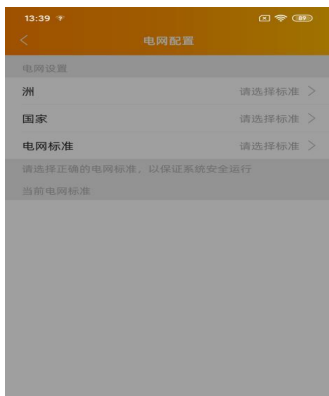 13:39
89
电网配置
电网设置
洲 请选择标准
国家 请选择标准
电网标准 请选择标准
请选择正确的电网标准，以保证系统安全运行
当前电网标准